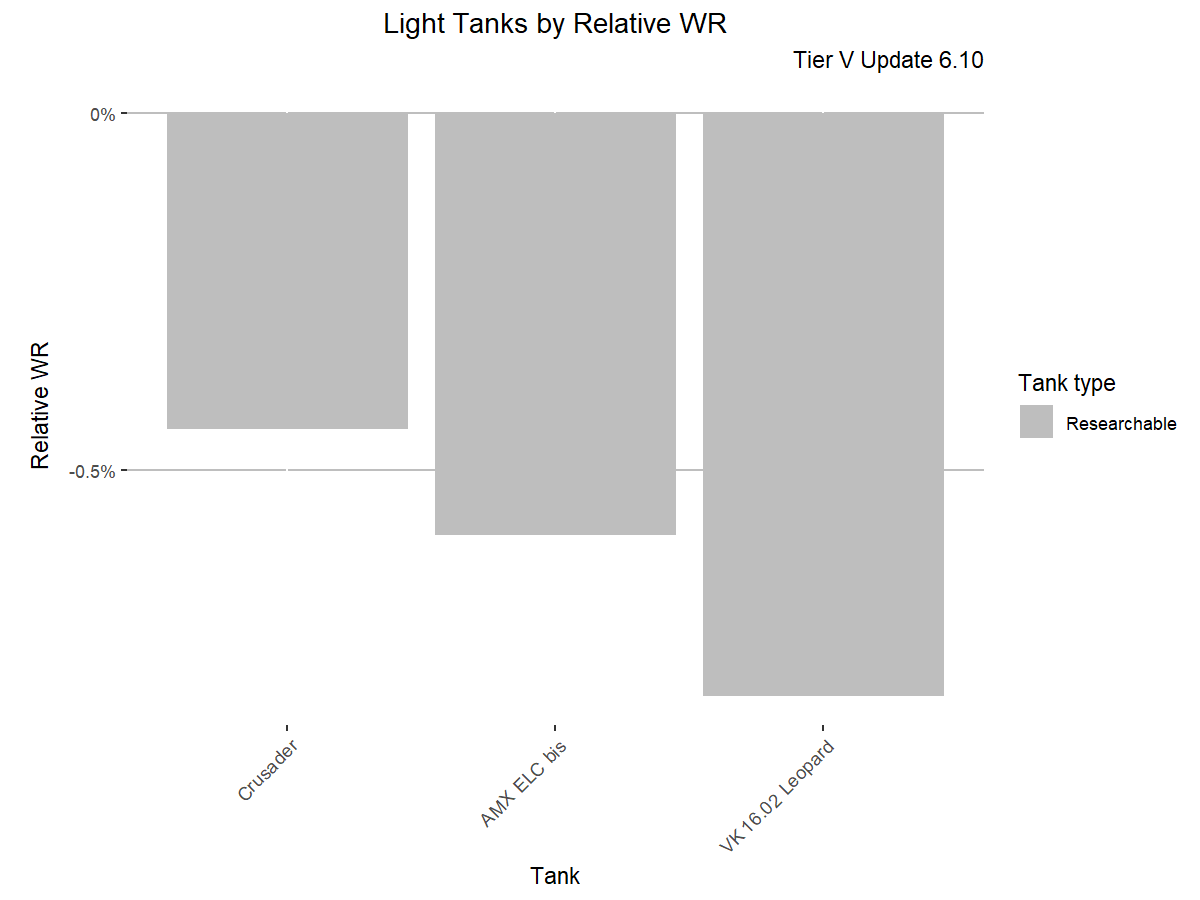 Light Tanks by Relative WR
Tier V Update 6.10
0%
-0.5%
Relative WR
Crusader
AMX ELC bis
VK 16.02 Leopard
Tank
Tank type
Researchable